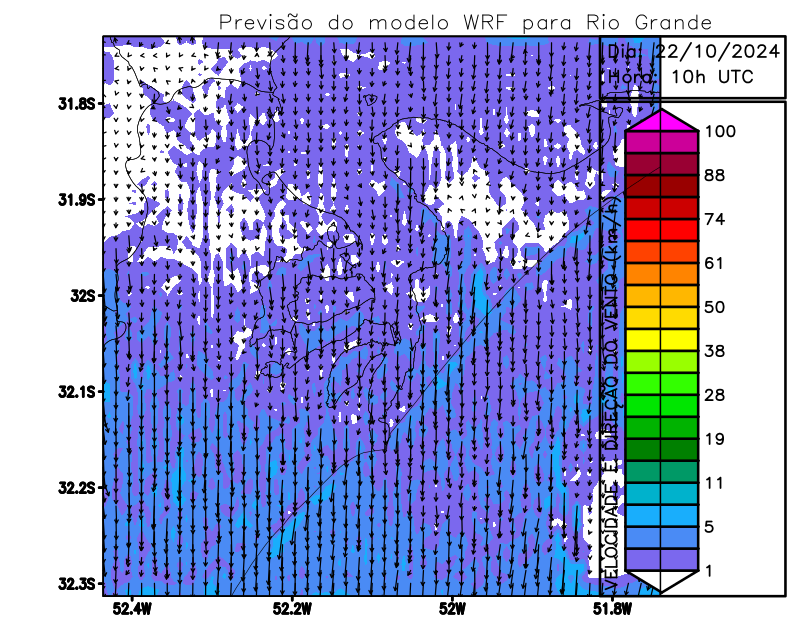 Previsão do modelo WRF para Rio Grande
Dia: 22/10/2024
Hora: 10h UTC
31.8S
31.9S
32S
32.1S
32.2S
32.3S
52.4W
52.2W
52W
51.8W
VELOCIDADE E DIREÇÃO DO VENTO (km/h)
100
88
74
61
50
38
28
19
11
5
1